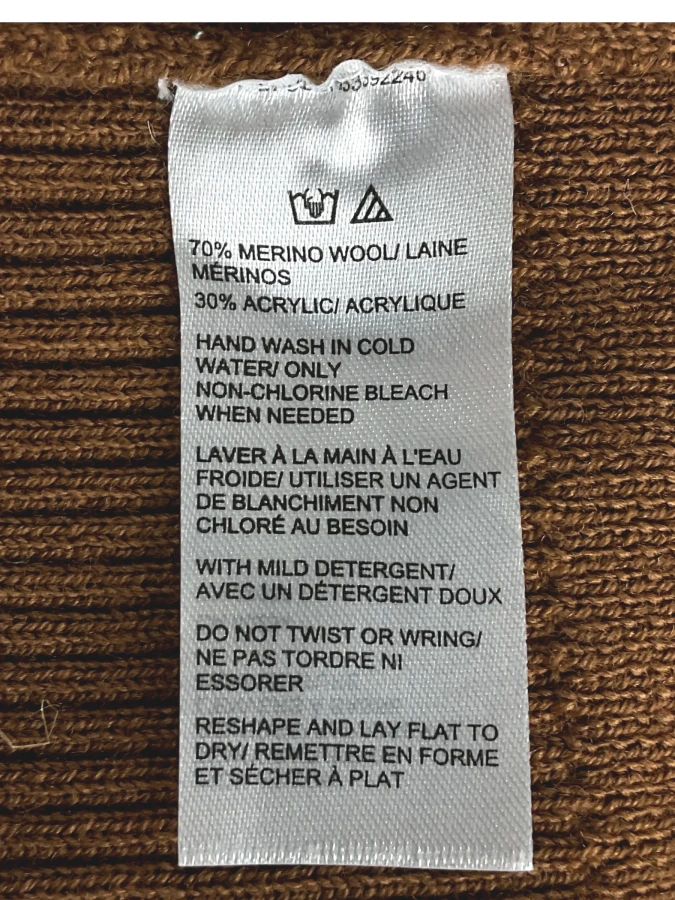 70% MERINO WOOL/ LAINE
MÉRINOS
30% ACRYLIC/ ACRYLIQUE
HAND WASH IN COLD
WATER/ ONLY
NON-CHLORINE BLEACH
WHEN NEEDED
LAVER À LA MAIN À L'EAU
FROIDE/ UTILISER UN AGENT
DE BLANCHIMENT NON
CHLORÉ AU BESOIN
WITH MILD DETERGENT/
AVEC UN DÉTERGENT DOUX
DO NOT TWIST OR WRING/
NE PAS TORDRE NI
ESSORER
RESHAPE AND LAY FLAT TO
DRY/ REMETTRE EN FORME
ET SÉCHER À PLAT